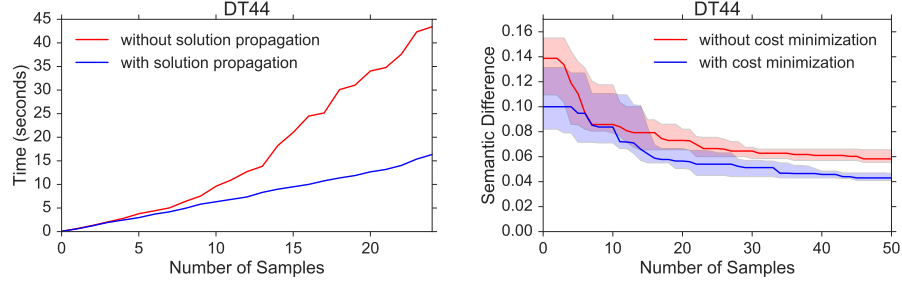 DT44
45
40
35
30
25
20
15
10
5
0
Time (seconds)
without solution propagation
with solution propagation
0 5 10 15 20
Number of Samples
DT44
0.16
0.14
0.12
0.10
0.08
0.06
0.04
0.02
0.00
Semantic Difference
without cost minimization
with cost minimization
0 10 20 30 40 50
Number of Samples